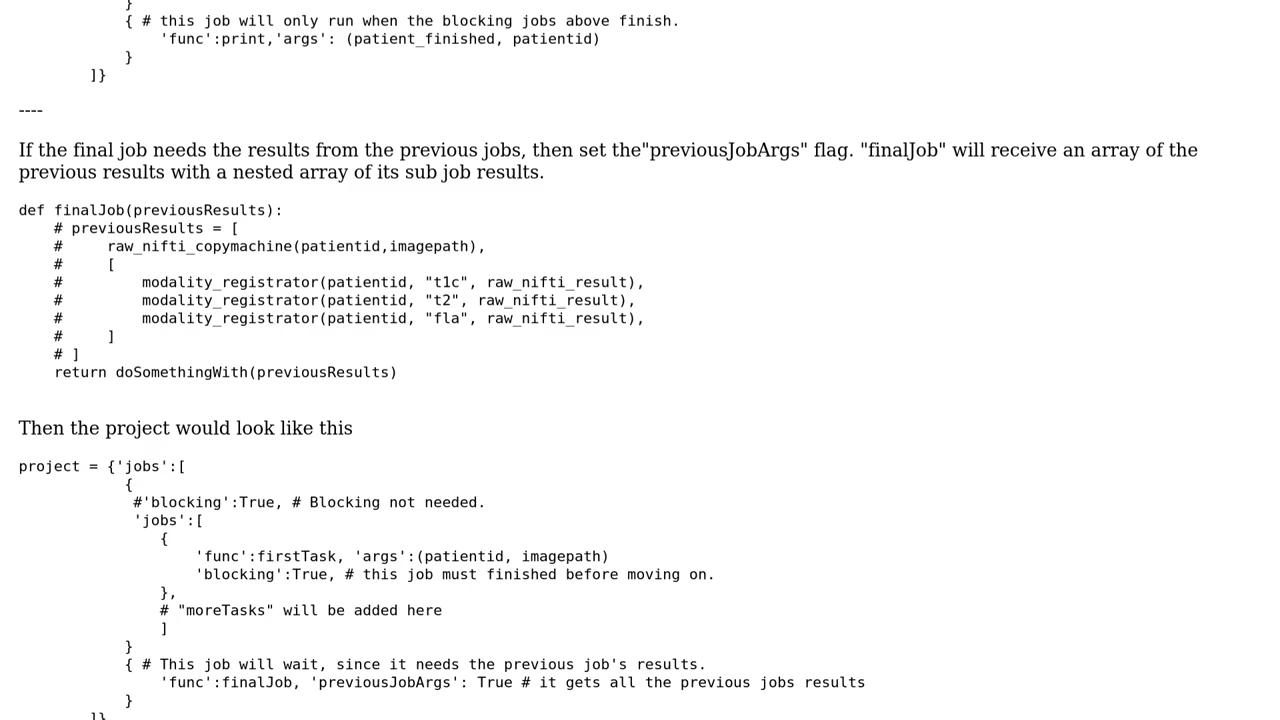 }
            { # this job will only run when the blocking jobs above finish.
                'func':print,'args': (patient_finished, patientid)
            }
        ]}
----
If the final job needs the results from the previous jobs, then set the"previousJobArgs" flag. "finalJob" will receive an array of the
previous results with a nested array of its sub job results.
def finalJob(previousResults):
    # previousResults = [
    #     raw_nifti_copymachine(patientid,imagepath),
    #     [
    #         modality_registrator(patientid, "t1c", raw_nifti_result),
    #         modality_registrator(patientid, "t2", raw_nifti_result),
    #         modality_registrator(patientid, "fla", raw_nifti_result),
    #     ]
    # ]
    return doSomethingWith(previousResults)
Then the project would look like this
project = {'jobs':[
            {
             #'blocking':True, # Blocking not needed.
             'jobs':[
                {
                    'func':firstTask, 'args':(patientid, imagepath)
                    'blocking':True, # this job must finished before moving on.
                },
                # "moreTasks" will be added here
                ]
            }
            { # This job will wait, since it needs the previous job's results.
                'func':finalJob, 'previousJobArgs': True # it gets all the previous jobs results
            }
        ]}